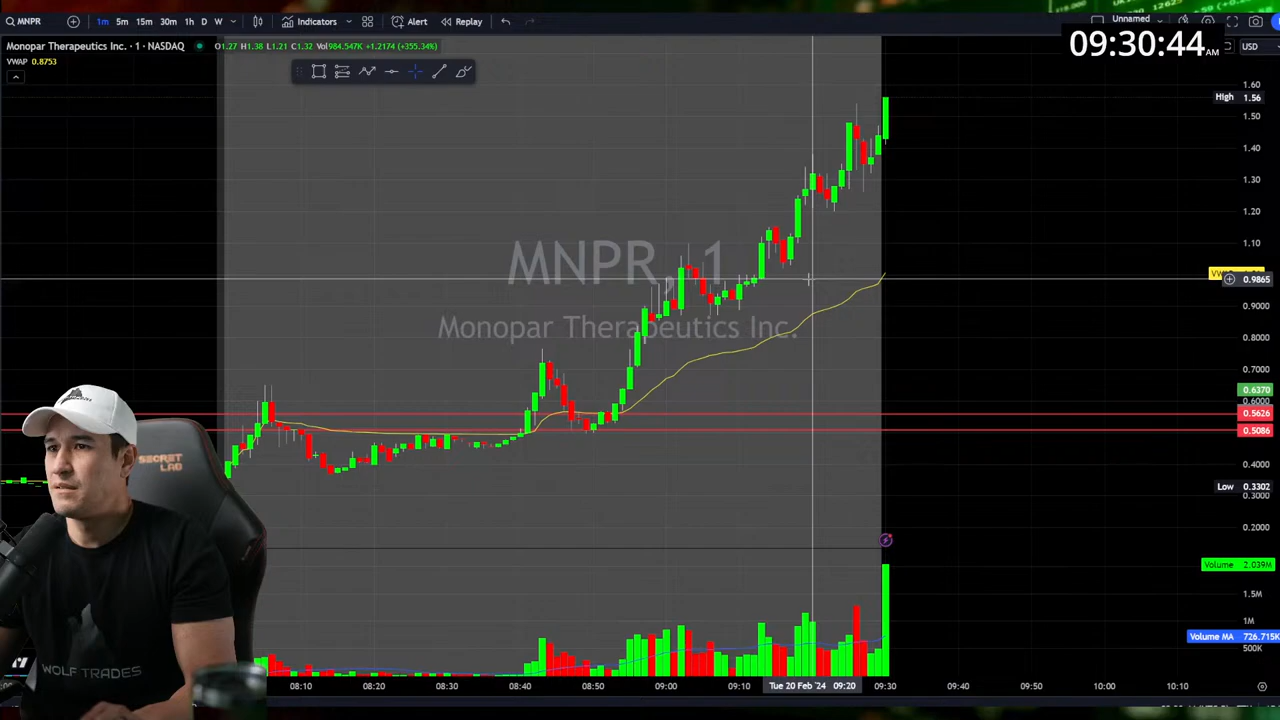 MNPR
1m 5m 15m 30m 1h D W
Indicators
Alert
Replay
Unnamed
09:30:44 AM
Monopar Therapeutics Inc. · 1 · NASDAQ
O1.27 H1.38 L1.21 C1.32 Vol984.547K +1.2174 (+355.34%)
USD
VWAP 0.8753
1.60
High 1.56
1.50
1.40
1.30
1.20
1.10
MNPR, 1
Monopar Therapeutics Inc.
0.9865
0.9000
0.8000
0.7000
0.6370
0.6000
0.5626
0.5086
0.4000
Low 0.3302
0.3000
0.2000
SECRET
LAB
WOLF TRADES
Volume 2.039M
1.5M
Volume MA 726.715K
500K
08:10 08:20 08:30 08:40 08:50 09:00 09:10 Tue 20 Feb '24 09:20 09:30 09:40 09:50 10:00 10:10